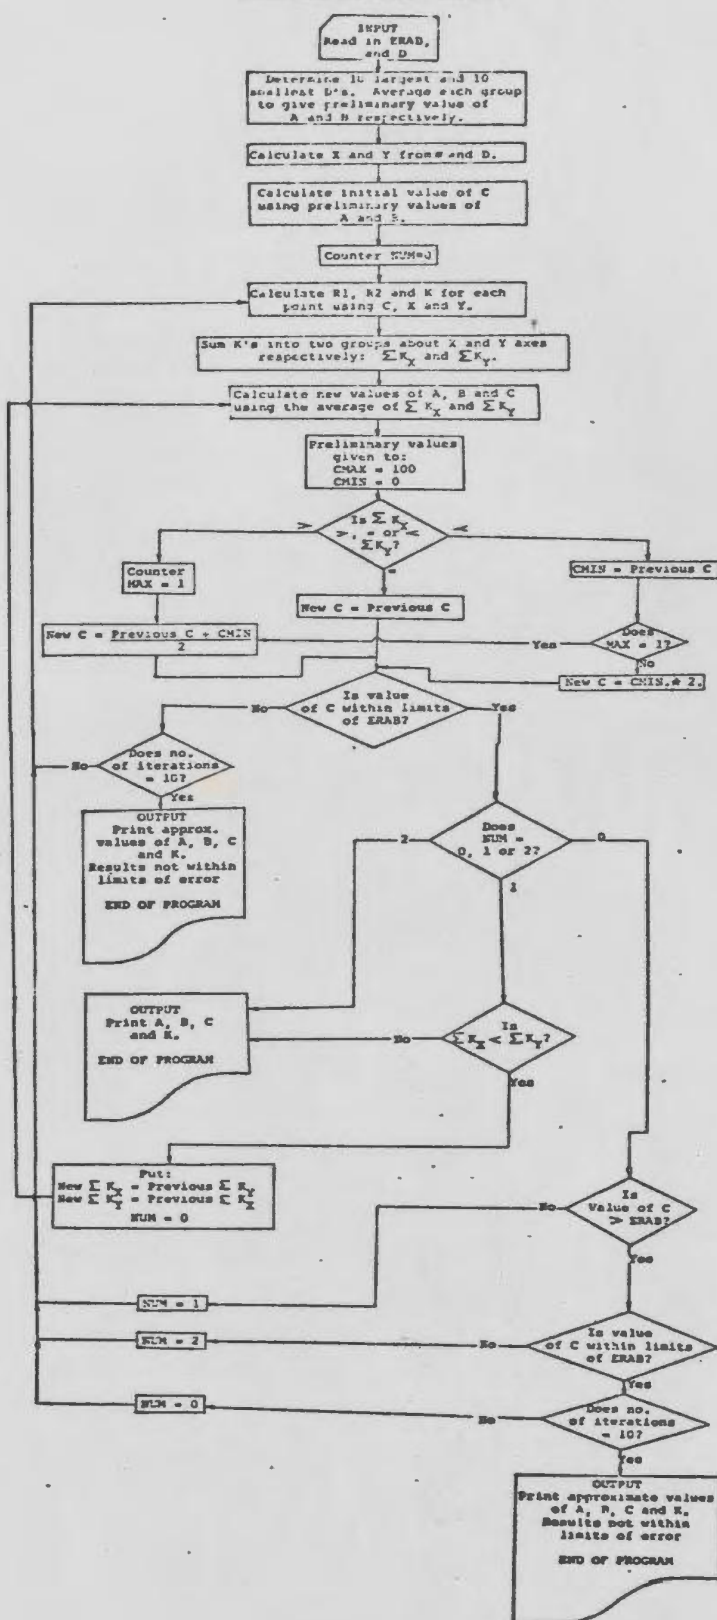 INPUT
Read in ERAB,
and D
Determine 10 largest and 10
smallest D's. Average each group
to give preliminary value of
A and B respectively.
Calculate X and Y from and D.
Calculate initial value of C
using preliminary values of
A and B.
Counter NUM=0
Calculate R1, R2 and K for each
point using C, X and Y.
Sum K's into two groups about X and Y axes
respectively: ΣKX and ΣKY.
Calculate new values of A, B and C
using the average of ΣKX and ΣKY
Preliminary values
given to:
CMAX = 100
CMIN = 0
Is ΣKX
>, = or <
ΣKY?
>
<
=
Counter
MAX = 1
New C = Previous C
CMIN = Previous C
New C = Previous C + CMIN
2
Yes
Does
MAX = 1?
No
New C = CMIN.* 2.
Is value
of C within limits
of ERAB?
No
Yes
No
Does no.
of iterations
= 10?
Yes
OUTPUT
Print approx.
values of A, B, C
and K.
Results not within
limits of error
END OF PROGRAM
2
Does
NUM =
0, 1 or 2?
0
1
OUTPUT
Print A, B, C
and K.
END OF PROGRAM
No
Is
ΣKX < ΣKY?
Yes
Put:
New ΣKX = Previous ΣKY
New ΣKY = Previous ΣKX
NUM = 0
No
Is
Value of C
> ERAB?
Yes
NUM = 1
NUM = 2
No
Is value
of C within limits
of ERAB?
Yes
NUM = 0
No
Does no.
of iterations
= 10?
Yes
OUTPUT
Print approximate values
of A, B, C and K.
Results not within
limits of error
END OF PROGRAM